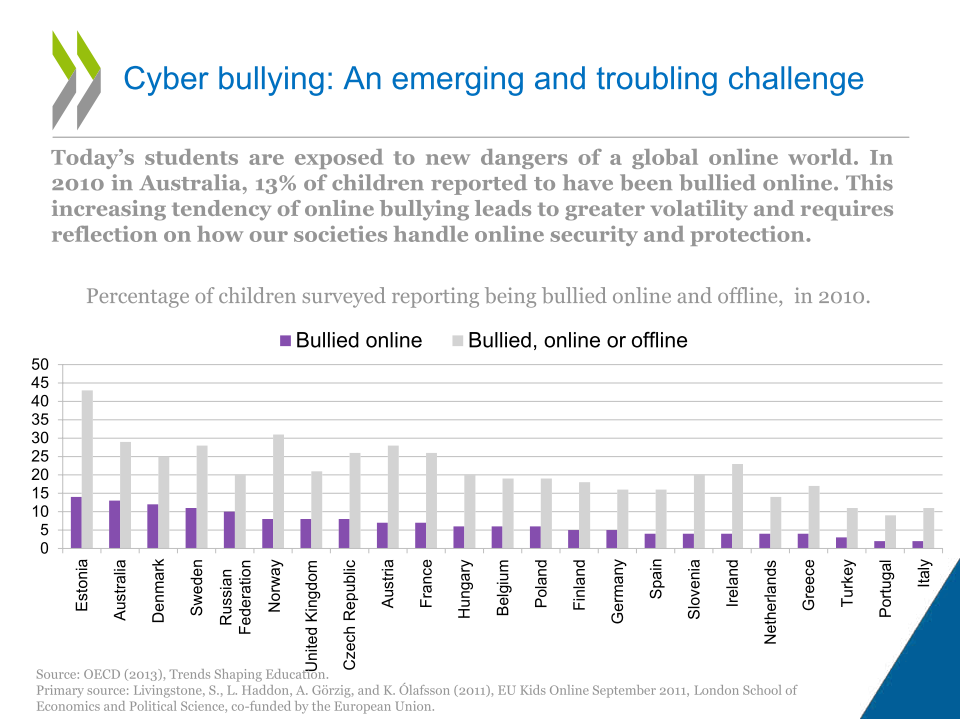 Cyber bullying: An emerging and troubling challenge
Today’s students are exposed to new dangers of a global online world. In
2010 in Australia, 13% of children reported to have been bullied online. This
increasing tendency of online bullying leads to greater volatility and requires
reflection on how our societies handle online security and protection.
Percentage of children surveyed reporting being bullied online and offline, in 2010.
Bullied online
Bullied, online or offline
50
45
40
35
30
25
20
15
10
5
0
Estonia
Australia
Denmark
Sweden
Russian
Federation
Norway
United Kingdom
Czech Republic
Austria
France
Hungary
Belgium
Poland
Finland
Germany
Spain
Slovenia
Ireland
Netherlands
Greece
Turkey
Portugal
Italy
Source: OECD (2013), Trends Shaping Education.
Primary source: Livingstone, S., L. Haddon, A. Görzig, and K. Ólafsson (2011), EU Kids Online September 2011, London School of
Economics and Political Science, co-funded by the European Union.